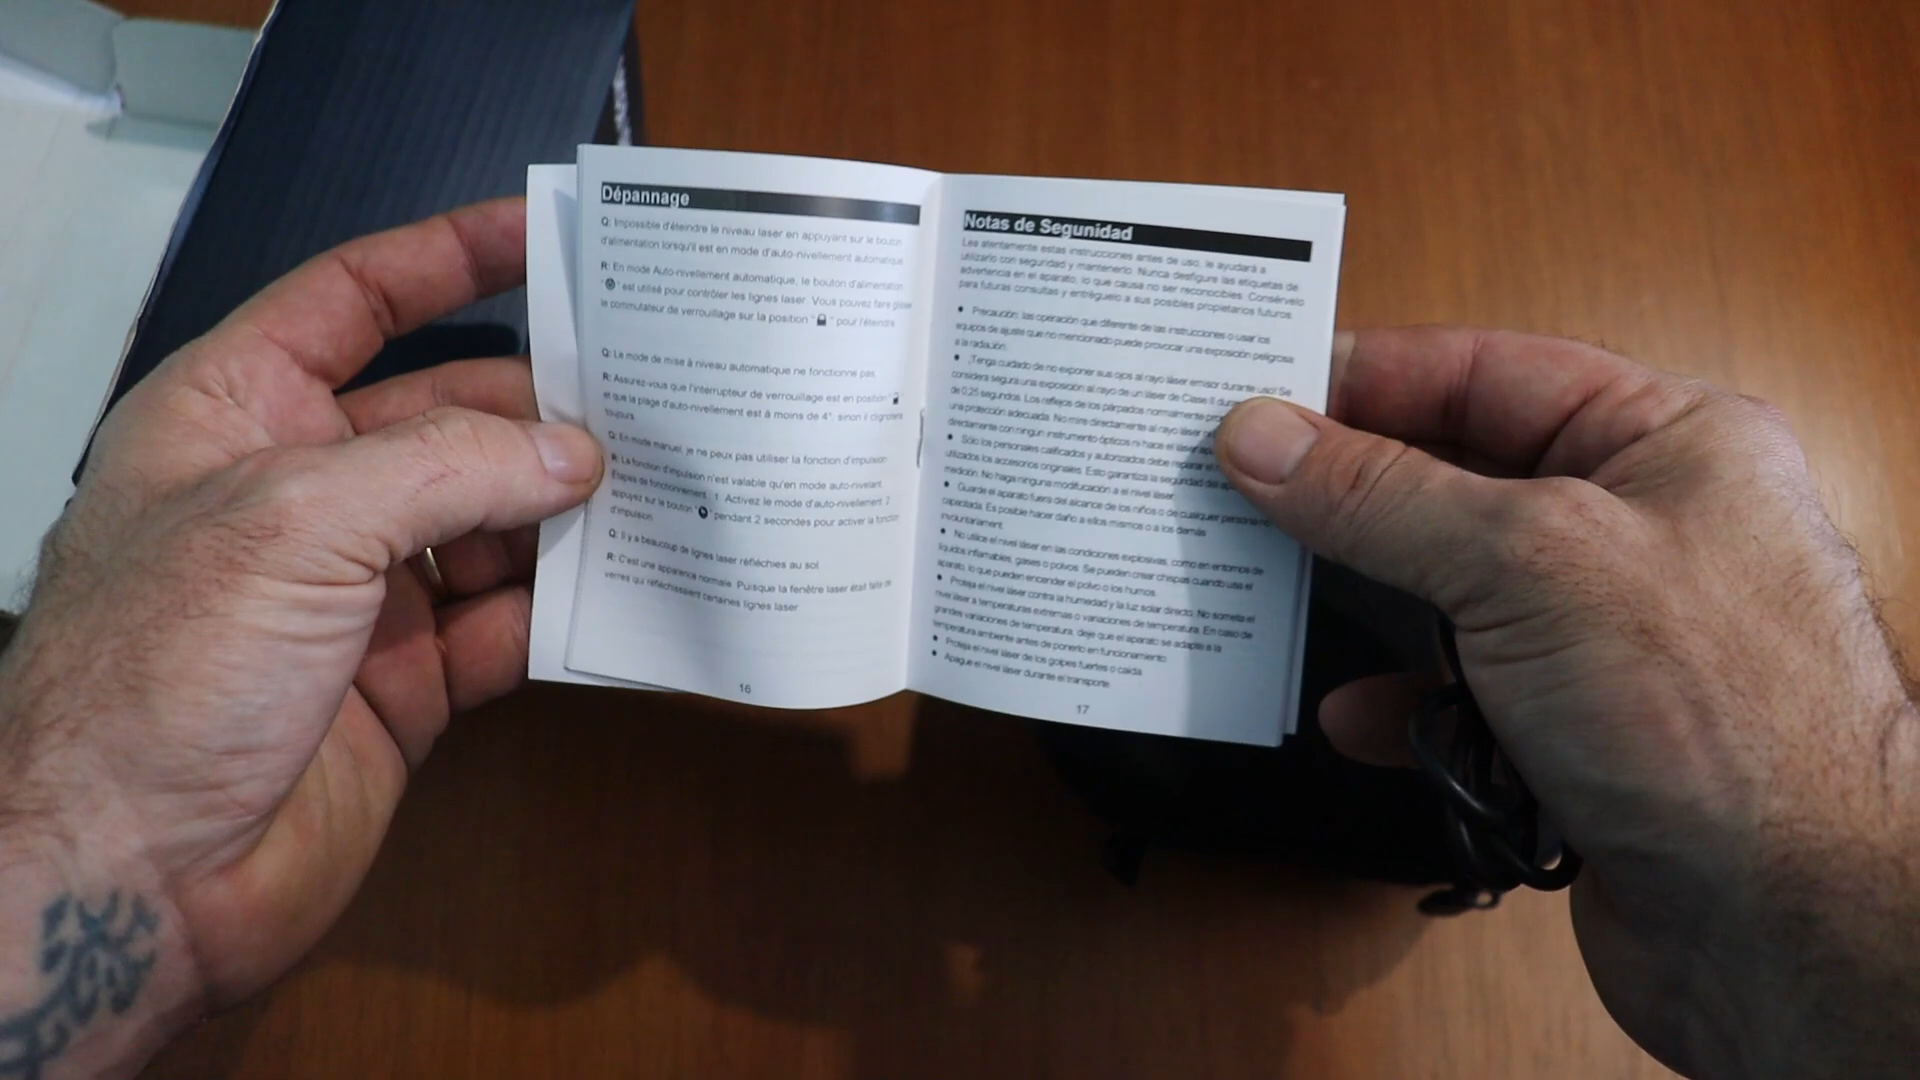 Dépannage
Q: Impossible d'éteindre le niveau laser en appuyant sur le bouton
d'alimentation lorsqu'il est en mode d'auto-nivellement automatique
R: En mode Auto-nivellement automatique, le bouton d'alimentation
" " est utilisé pour contrôler les lignes laser. Vous pouvez faire glisser
le commutateur de verrouillage sur la position " " pour l'éteindre
Q: Le mode de mise à niveau automatique ne fonctionne pas.
R: Assurez-vous que l'interrupteur de verrouillage est en position " "
et que la plage d'auto-nivellement est à moins de 4°, sinon il clignotera
toujours.
Q: En mode manuel, je ne peux pas utiliser la fonction d'impulsion
R: La fonction d'impulsion n'est valable qu'en mode auto-nivelant.
Étapes de fonctionnement: 1. Activez le mode d'auto-nivellement 2
appuyez sur le bouton " " pendant 2 secondes pour activer la fonction
d'impulsion
Q: Il y a beaucoup de lignes laser réfléchies au sol
R: C'est une apparence normale. Puisque la fenêtre laser était faite de
verres qui réfléchissent certaines lignes laser
16
Notas de Segunidad
Lea atentamente estas instrucciones antes de uso, le ayudará a
utilizarlo con seguridad y mantenerlo. Nunca desfigure las etiquetas de
advertencia en el aparato, lo que causa no ser reconocibles. Consérvelo
para futuras consultas y entréguelo a sus posibles propietarios futuros.
● Precaución: las operación que diferente de las instrucciones o usar los
equipos de ajuste que no mencionado puede provocar una exposición peligrosa
a la radiación.
● ¡Tenga cuidado de no exponer sus ojos al rayo láser emisor durante uso! Se
considera segura una exposición al rayo de un láser de Clase II
de 0,25 segundos. Los reflejos de los párpados normalmente
una protección adecuada. No mire directamente al rayo láser
directamente con ningún instrumento ópticos ni hace el láser
● Sólo los personales calificados y autorizados debe reparar el
utilizados los accesorios originales. Esto garantiza la seguridad del
medición. No haga ninguna modificación a el nivel láser
● Guarde el aparato fuera del alcance de los niños o de cualquier persona no
capacitada. Es posible hacer daño a ellos mismos o a los demás
involuntariament.
● No utilice el nivel láser en las condiciones explosivas, como en entornos de
líquidos inflamables, gases o polvos. Se pueden crear chispas cuando usa el
aparato, lo que pueden encender el polvo o los humos.
● Proteja el nivel láser contra la humedad y la luz solar directo. No someta el
nivel láser a temperaturas extremas o variaciones de temperatura. En caso de
grandes variaciones de temperatura, deje que el aparato se adapte a la
temperatura ambiente antes de ponerlo en funcionamiento
● Proteja el nivel láser de los golpes fuertes o caída
● Apague el nivel láser durante el transporte
17